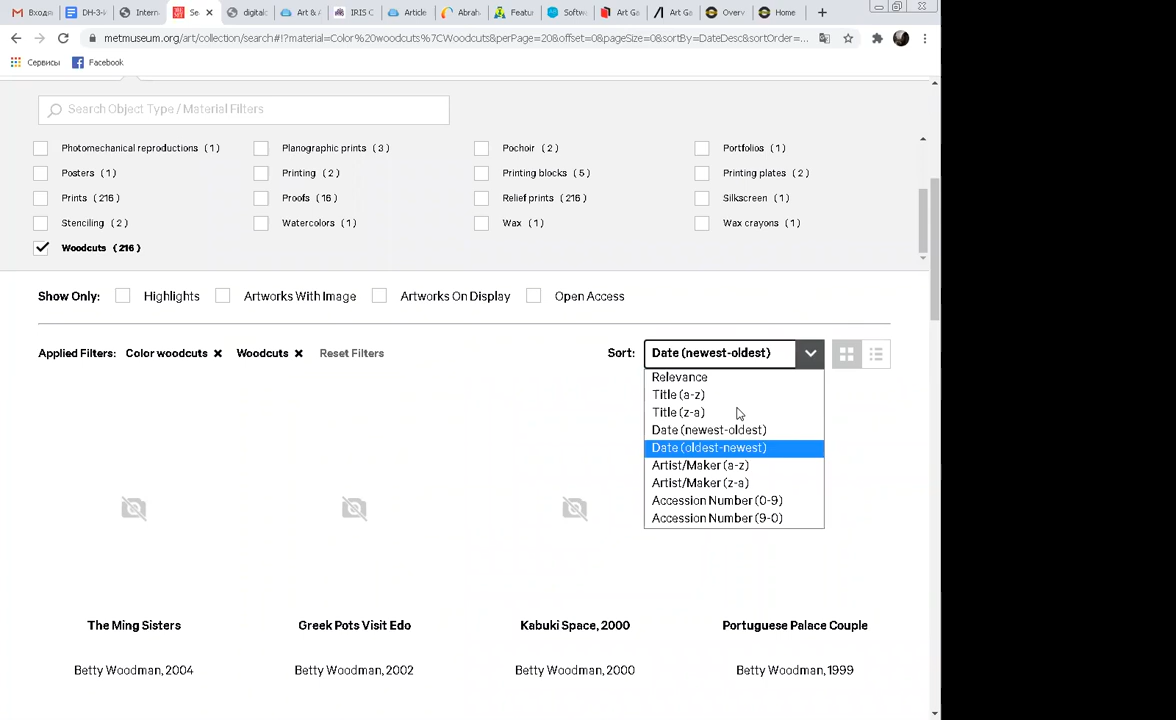 Входя
DH-3-И
Intern
Se
digital
Art & A
IRIS C
Article
Abrah
Featu
Softw
Art Ga
Art Ga
Overv
Home
metmuseum.org/art/collection/search#!?material=Color%20woodcuts%7CWoodcuts&perPage=20&offset=0&pageSize=0&sortBy=DateDesc&sortOrder=...
Сервисы Facebook
Search Object Type / Material Filters
Photomechanical reproductions (1) Planographic prints (3) Pochoir (2) Portfolios (1)
Posters (1) Printing (2) Printing blocks (5) Printing plates (2)
Prints (216) Proofs (16) Relief prints (216) Silkscreen (1)
Stenciling (2) Watercolors (1) Wax (1) Wax crayons (1)
Woodcuts (216)
Show Only: Highlights Artworks With Image Artworks On Display Open Access
Applied Filters: Color woodcuts × Woodcuts × Reset Filters Sort: Date (newest-oldest)
Relevance
Title (a-z)
Title (z-a)
Date (newest-oldest)
Date (oldest-newest)
Artist/Maker (a-z)
Artist/Maker (z-a)
Accession Number (0-9)
Accession Number (9-0)
The Ming Sisters Greek Pots Visit Edo Kabuki Space, 2000 Portuguese Palace Couple
Betty Woodman, 2004 Betty Woodman, 2002 Betty Woodman, 2000 Betty Woodman, 1999